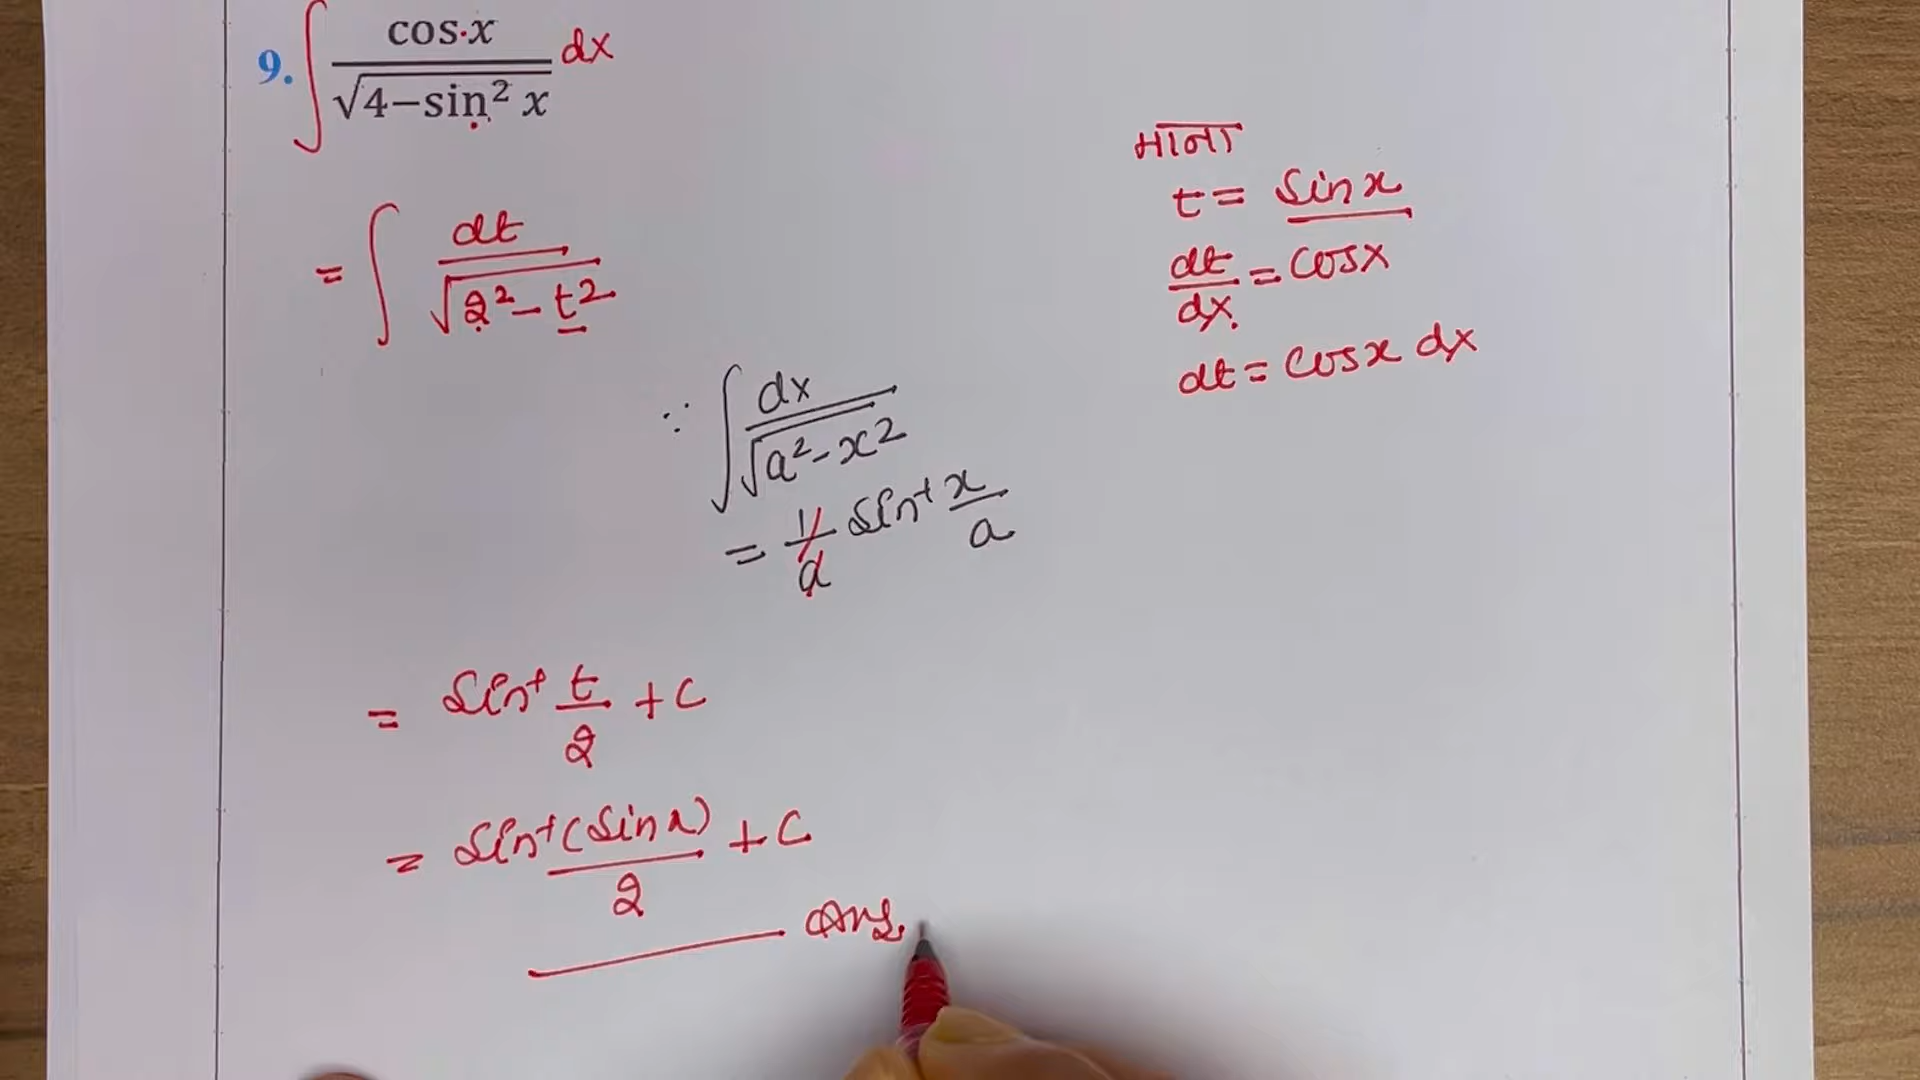 9. ∫ cos x / √(4−sin² x) dx
= ∫ dt / √(2² − t²)
∵ ∫ dx / √(a² − x²)
= 1/a sin⁻¹ x/a
= sin⁻¹ t/2 + c
= sin⁻¹ (sin x)/2 + c
Ans.
माना
t = sin x
dt/dx = cos x
dt = cos x dx